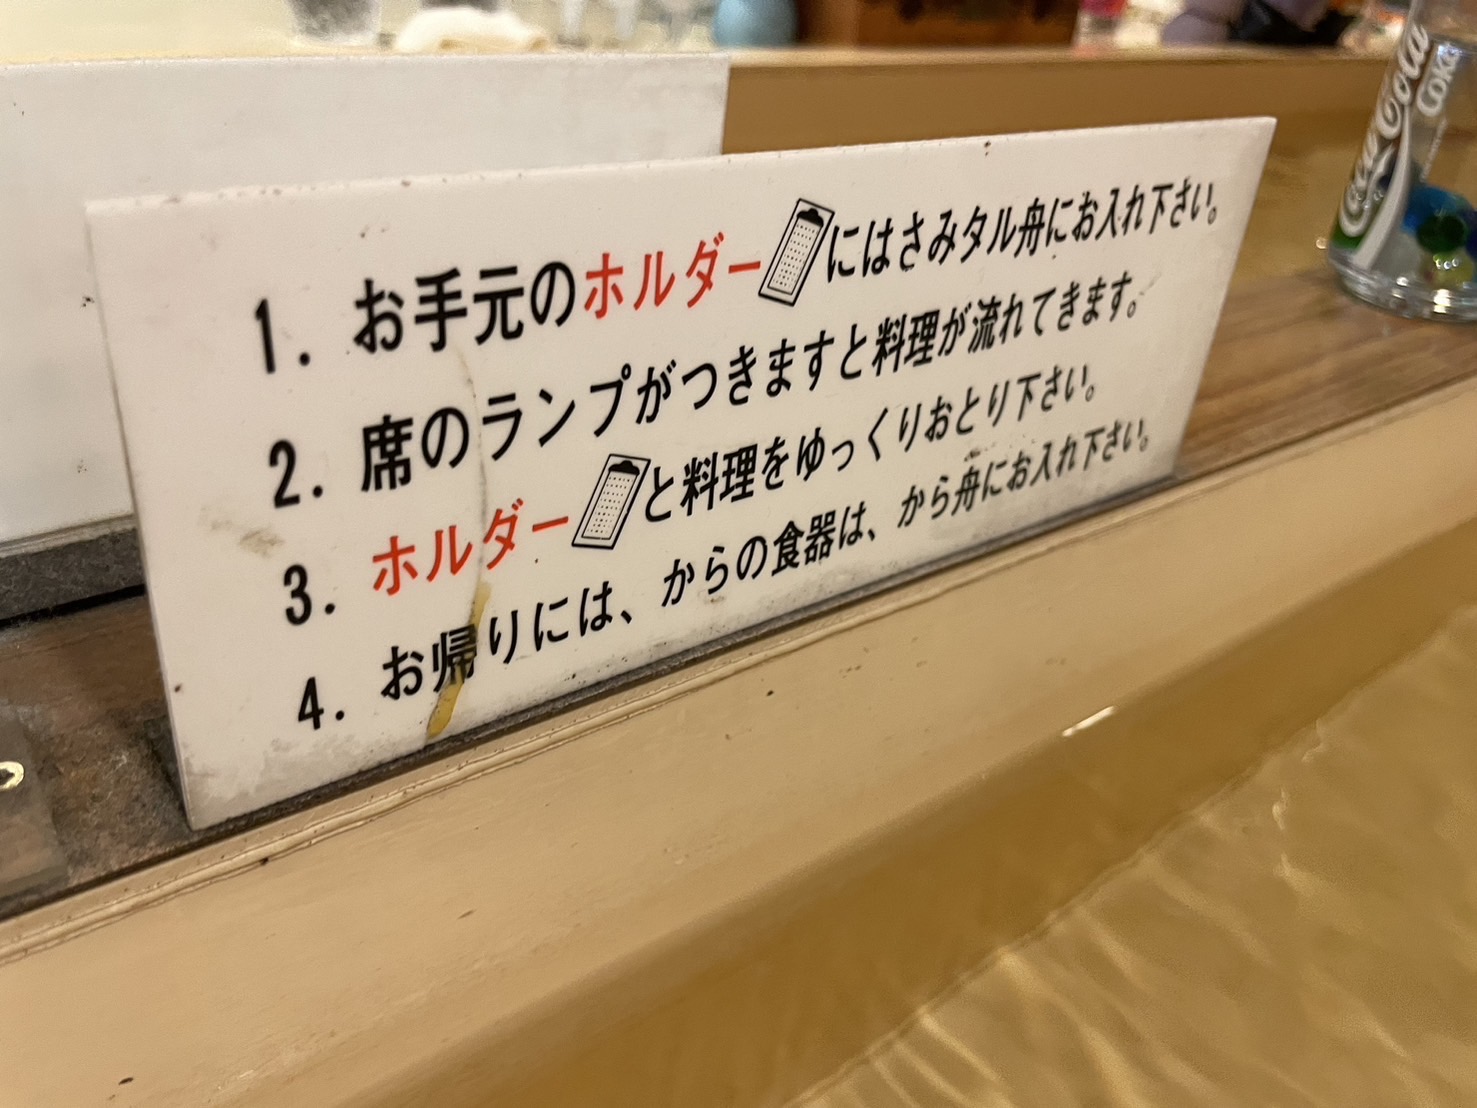 1. お手元のホルダーにはさみタル舟にお入れ下さい。
2. 席のランプがつきますと料理が流れてきます。
3. ホルダーと料理をゆっくりおとり下さい。
4. お帰りには、からの食器は、から舟にお入れ下さい。
Coca-Cola
Coke